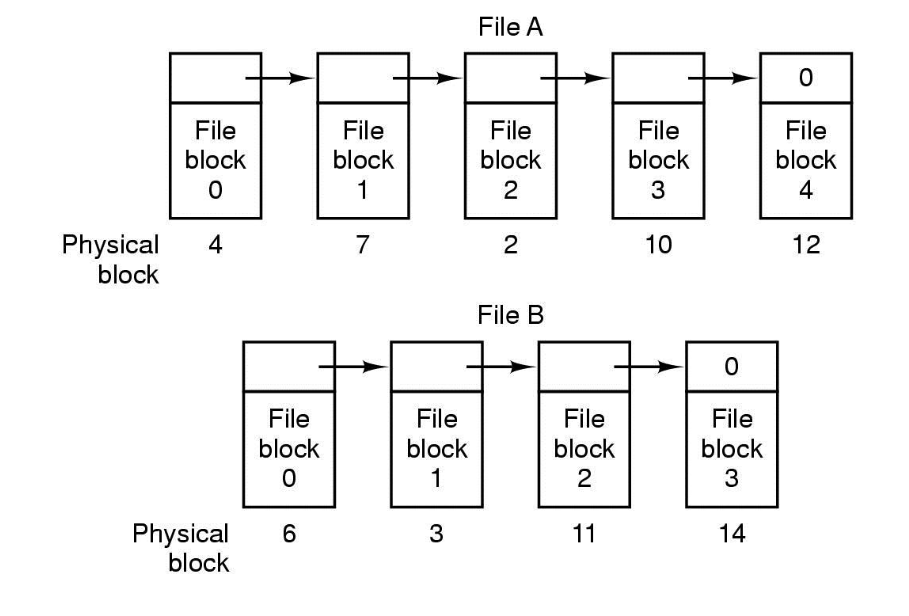 File A
0
File
block
0
File
block
1
File
block
2
File
block
3
File
block
4
Physical
block
4
7
2
10
12
File B
0
File
block
0
File
block
1
File
block
2
File
block
3
Physical
block
6
3
11
14